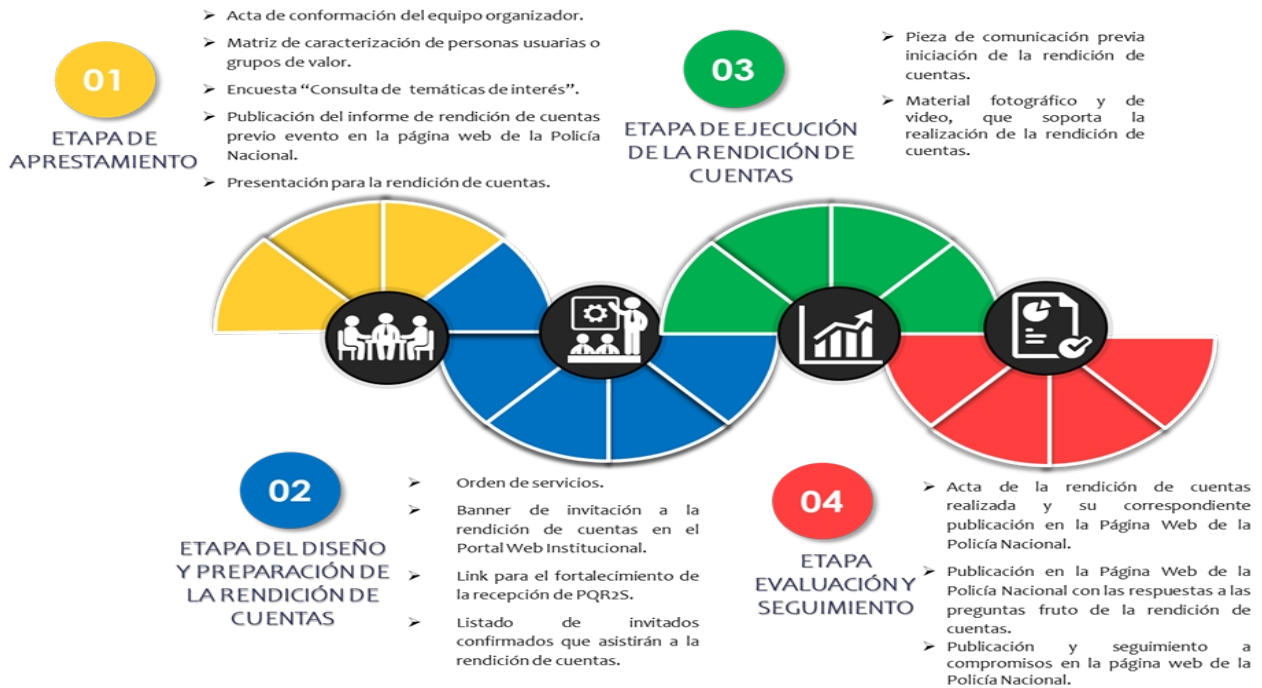 01
ETAPA DE
APRESTAMIENTO
➢ Acta de conformación del equipo organizador.
➢ Matriz de caracterización de personas usuarias o
grupos de valor.
➢ Encuesta “Consulta de temáticas de interés”.
➢ Publicación del informe de rendición de cuentas
previo evento en la página web de la Policía
Nacional.
➢ Presentación para la rendición de cuentas.
02
ETAPA DEL DISEÑO
Y PREPARACIÓN DE
LA RENDICIÓN DE
CUENTAS
➢ Orden de servicios.
➢ Banner de invitación a la
rendición de cuentas en el
Portal Web Institucional.
➢ Link para el fortalecimiento de
la recepción de PQR2S.
➢ Listado de invitados
confirmados que asistirán a la
rendición de cuentas.
03
ETAPA DE EJECUCIÓN
DE LA RENDICIÓN DE
CUENTAS
➢ Pieza de comunicación previa
iniciación de la rendición de
cuentas.
➢ Material fotográfico y de
video, que soporta la
realización de la rendición de
cuentas.
04
ETAPA
EVALUACIÓN Y
SEGUIMIENTO
➢ Acta de la rendición de cuentas
realizada y su correspondiente
publicación en la Página Web de la
Policía Nacional.
➢ Publicación en la Página Web de la
Policía Nacional con las respuestas a las
preguntas fruto de la rendición de
cuentas.
➢ Publicación y seguimiento a
compromisos en la página web de la
Policía Nacional.